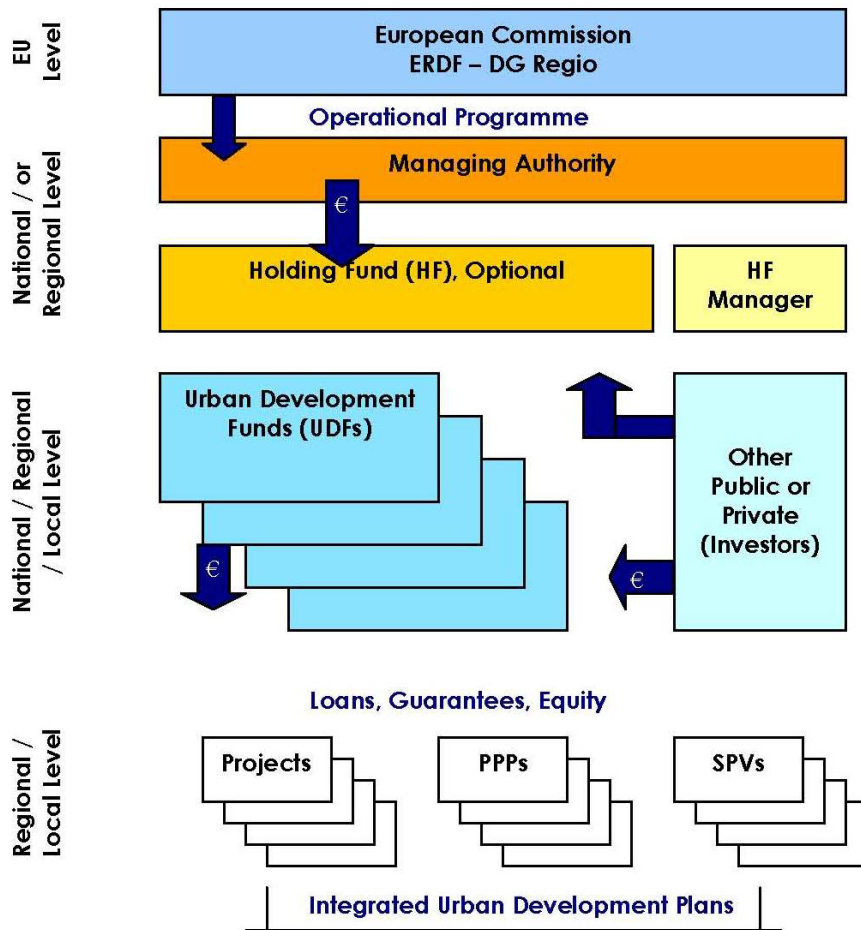 EU
Level
European Commission
ERDF – DG Regio
Operational Programme
National / or
Regional Level
Managing Authority
€
Holding Fund (HF), Optional
HF
Manager
National / Regional
/ Local Level
Urban Development
Funds (UDFs)
Other
Public or
Private
(Investors)
€
€
Loans, Guarantees, Equity
Regional /
Local Level
Projects
PPPs
SPVs
Integrated Urban Development Plans